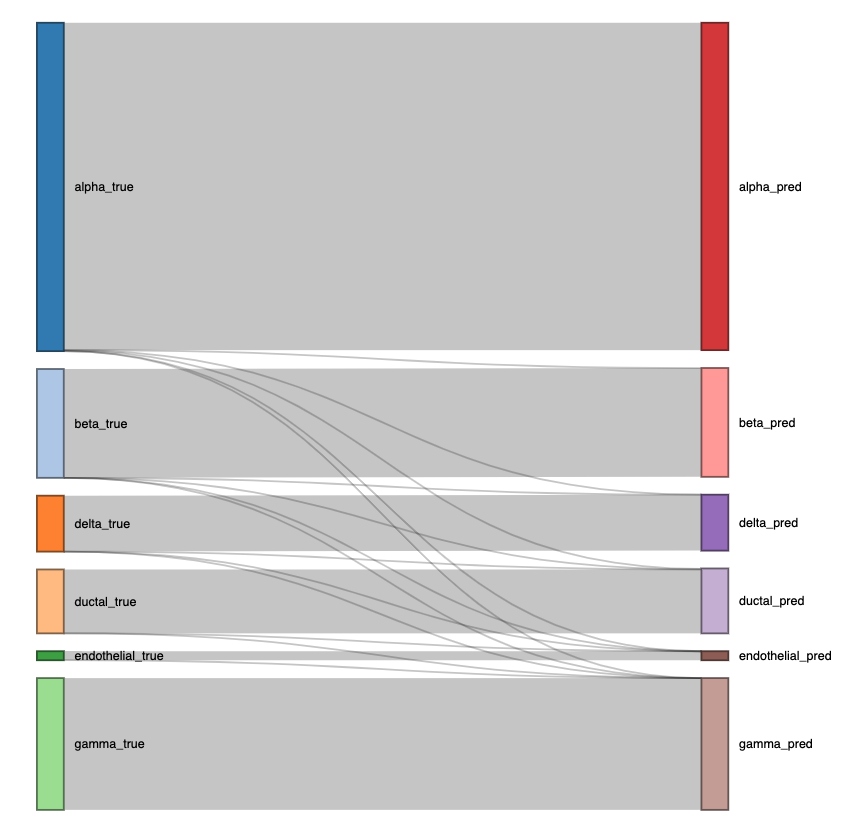 alpha_true
alpha_pred
beta_true
beta_pred
delta_true
delta_pred
ductal_true
ductal_pred
endothelial_true
endothelial_pred
gamma_true
gamma_pred